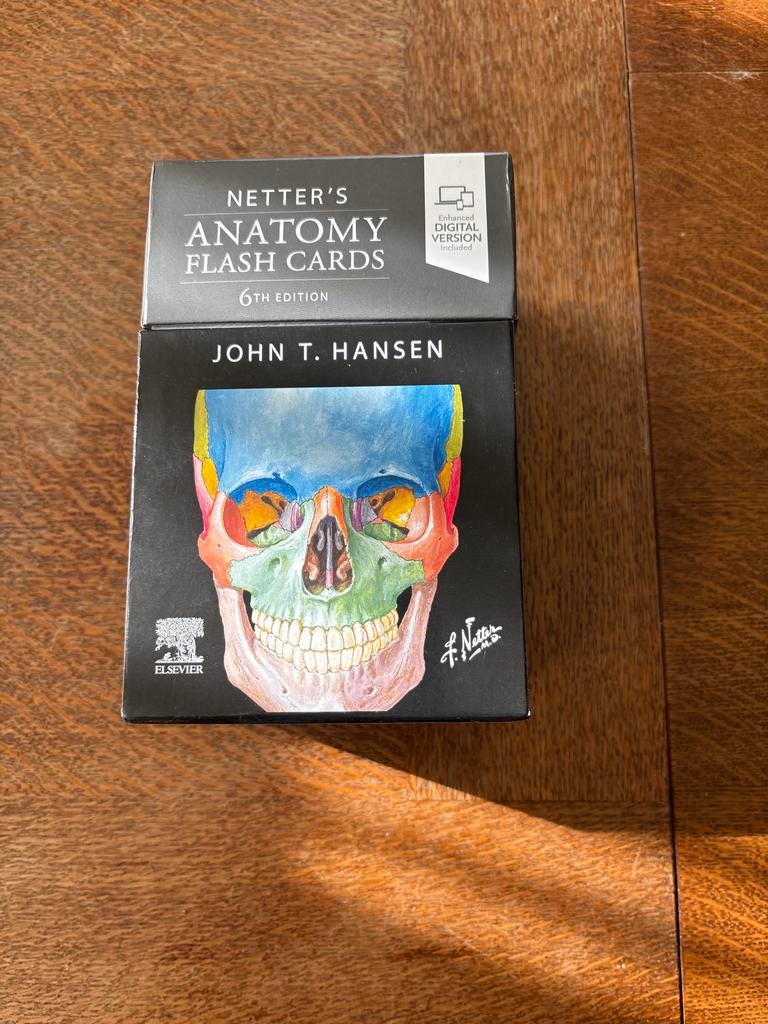 NETTER'S
ANATOMY
FLASH CARDS
6TH EDITION
Enhanced
DIGITAL
VERSION
Included
JOHN T. HANSEN
ELSEVIER
F. Netter
M.D.